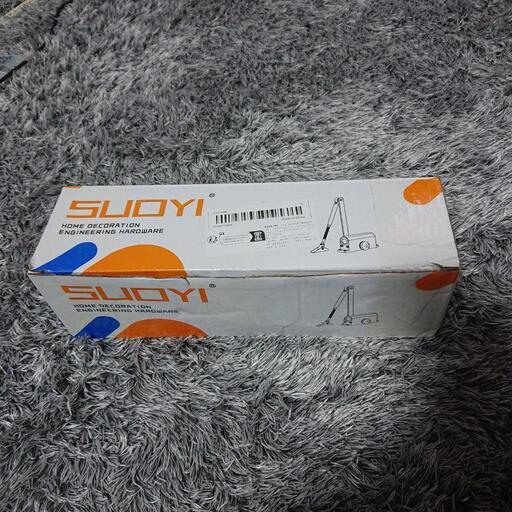 SUOYI®
HOME DECORATION
ENGINEERING HARDWARE
SUOYI®
HOME DECORATION
ENGINEERING HARDWARE